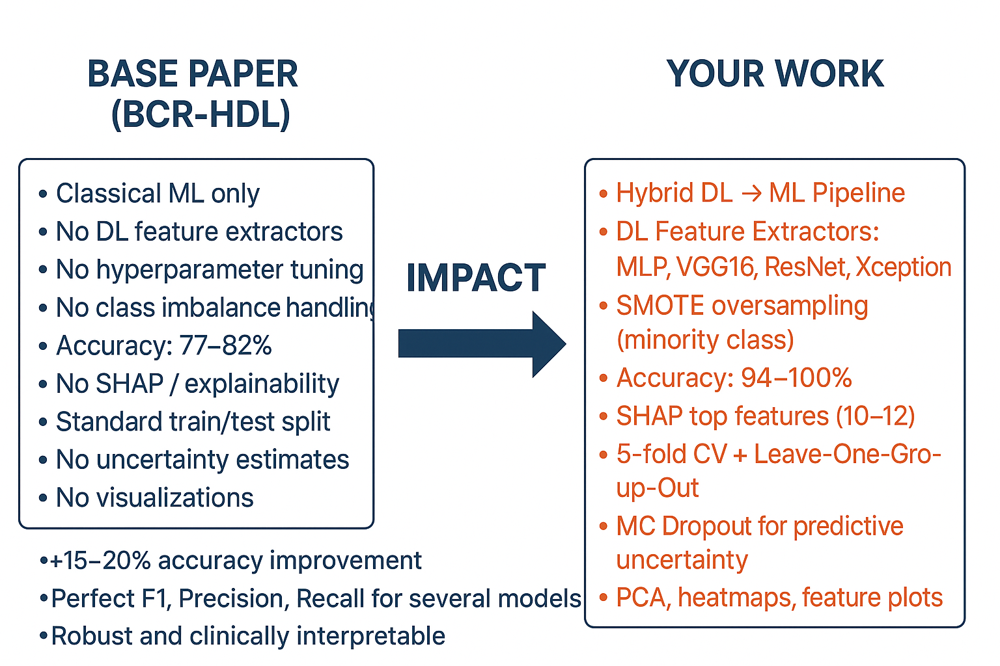 BASE PAPER
(BCR-HDL)
• Classical ML only
• No DL feature extractors
• No hyperparameter tuning
• No class imbalance handling
• Accuracy: 77–82%
• No SHAP / explainability
• Standard train/test split
• No uncertainty estimates
• No visualizations
•+15–20% accuracy improvement
•Perfect F1, Precision, Recall for several models
•Robust and clinically interpretable
IMPACT
YOUR WORK
• Hybrid DL → ML Pipeline
• DL Feature Extractors:
MLP, VGG16, ResNet, Xception
• SMOTE oversampling
(minority class)
• Accuracy: 94–100%
• SHAP top features (10–12)
• 5-fold CV + Leave-One-Gro-
up-Out
• MC Dropout for predictive
uncertainty
• PCA, heatmaps, feature plots